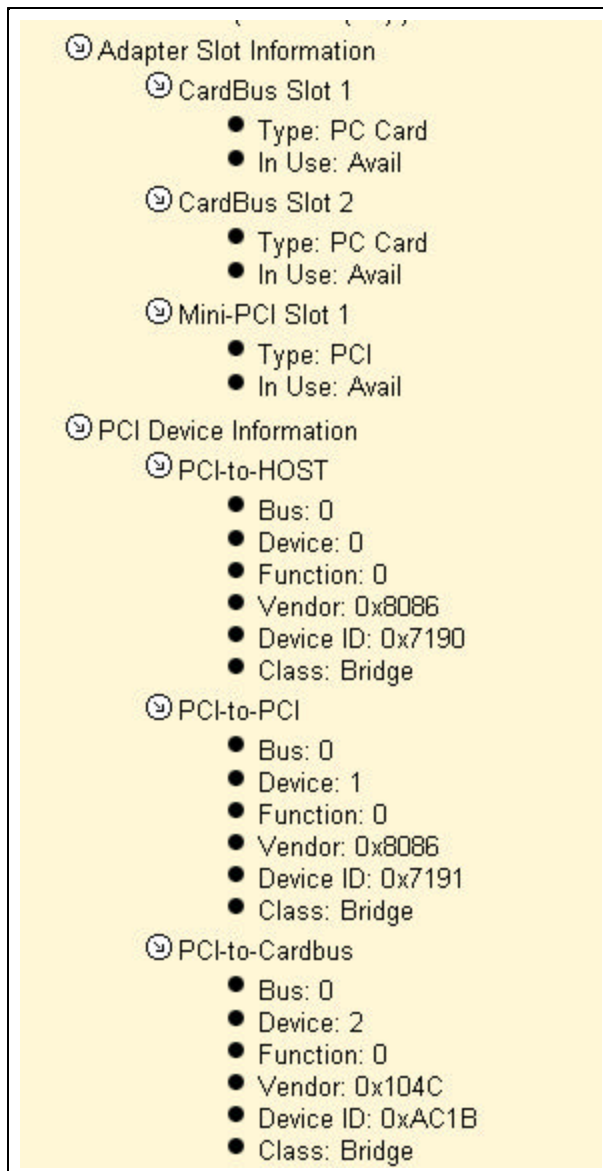 Adapter Slot Information
CardBus Slot 1
Type: PC Card
In Use: Avail
CardBus Slot 2
Type: PC Card
In Use: Avail
Mini-PCI Slot 1
Type: PCI
In Use: Avail
PCI Device Information
PCI-to-HOST
Bus: 0
Device: 0
Function: 0
Vendor: 0x8086
Device ID: 0x7190
Class: Bridge
PCI-to-PCI
Bus: 0
Device: 1
Function: 0
Vendor: 0x8086
Device ID: 0x7191
Class: Bridge
PCI-to-Cardbus
Bus: 0
Device: 2
Function: 0
Vendor: 0x104C
Device ID: 0xAC1B
Class: Bridge